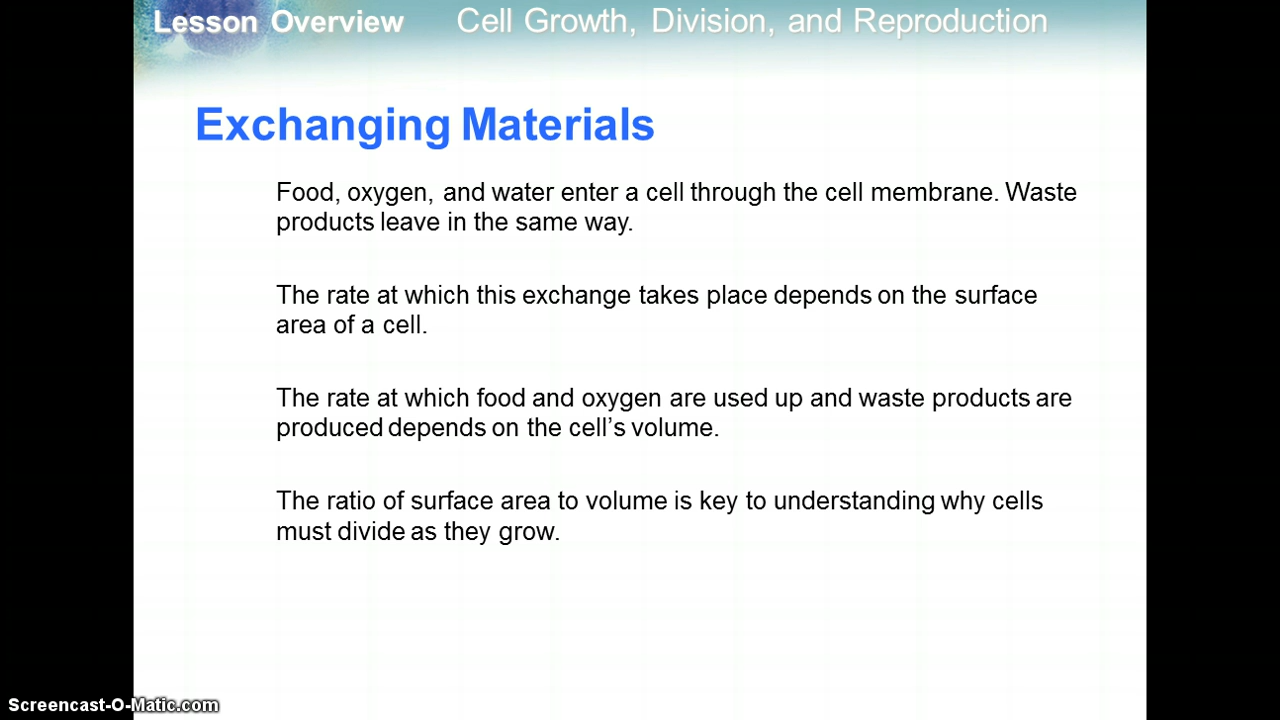 Lesson Overview Cell Growth, Division, and Reproduction
Exchanging Materials
Food, oxygen, and water enter a cell through the cell membrane. Waste
products leave in the same way.
The rate at which this exchange takes place depends on the surface
area of a cell.
The rate at which food and oxygen are used up and waste products are
produced depends on the cell’s volume.
The ratio of surface area to volume is key to understanding why cells
must divide as they grow.
Screencast-O-Matic.com